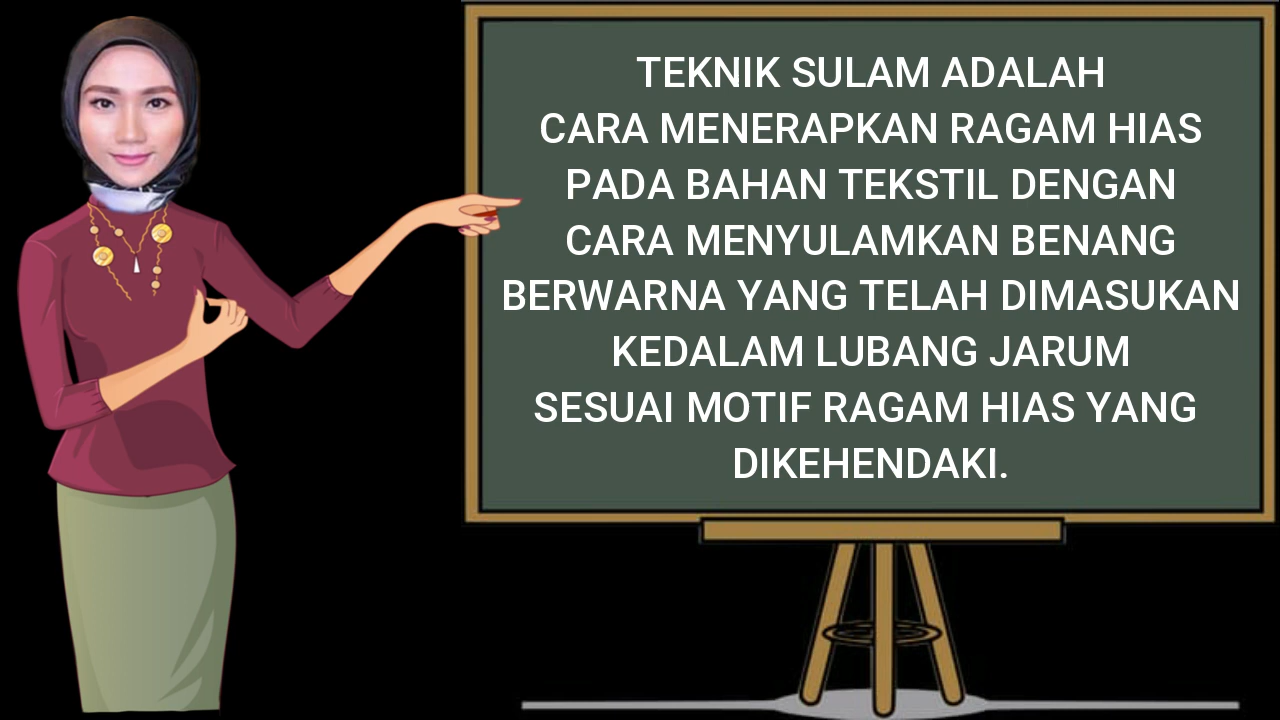 TEKNIK SULAM ADALAH
CARA MENERAPKAN RAGAM HIAS
PADA BAHAN TEKSTIL DENGAN
CARA MENYULAMKAN BENANG
BERWARNA YANG TELAH DIMASUKAN
KEDALAM LUBANG JARUM
SESUAI MOTIF RAGAM HIAS YANG
DIKEHENDAKI.